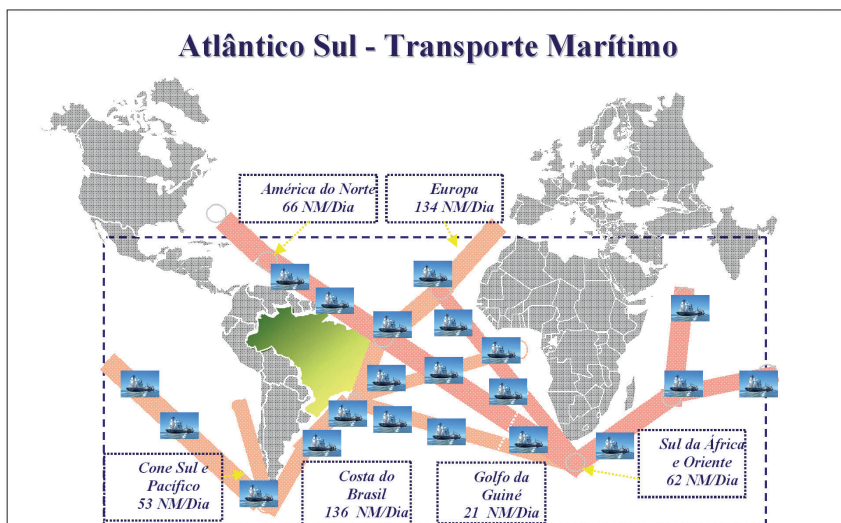 Atlântico Sul - Transporte Marítimo
América do Norte
66 NM/Dia
Europa
134 NM/Dia
Cone Sul e
Pacífico
53 NM/Dia
Costa do
Brasil
136 NM/Dia
Golfo da
Guiné
21 NM/Dia
Sul da África
e Oriente
62 NM/Dia